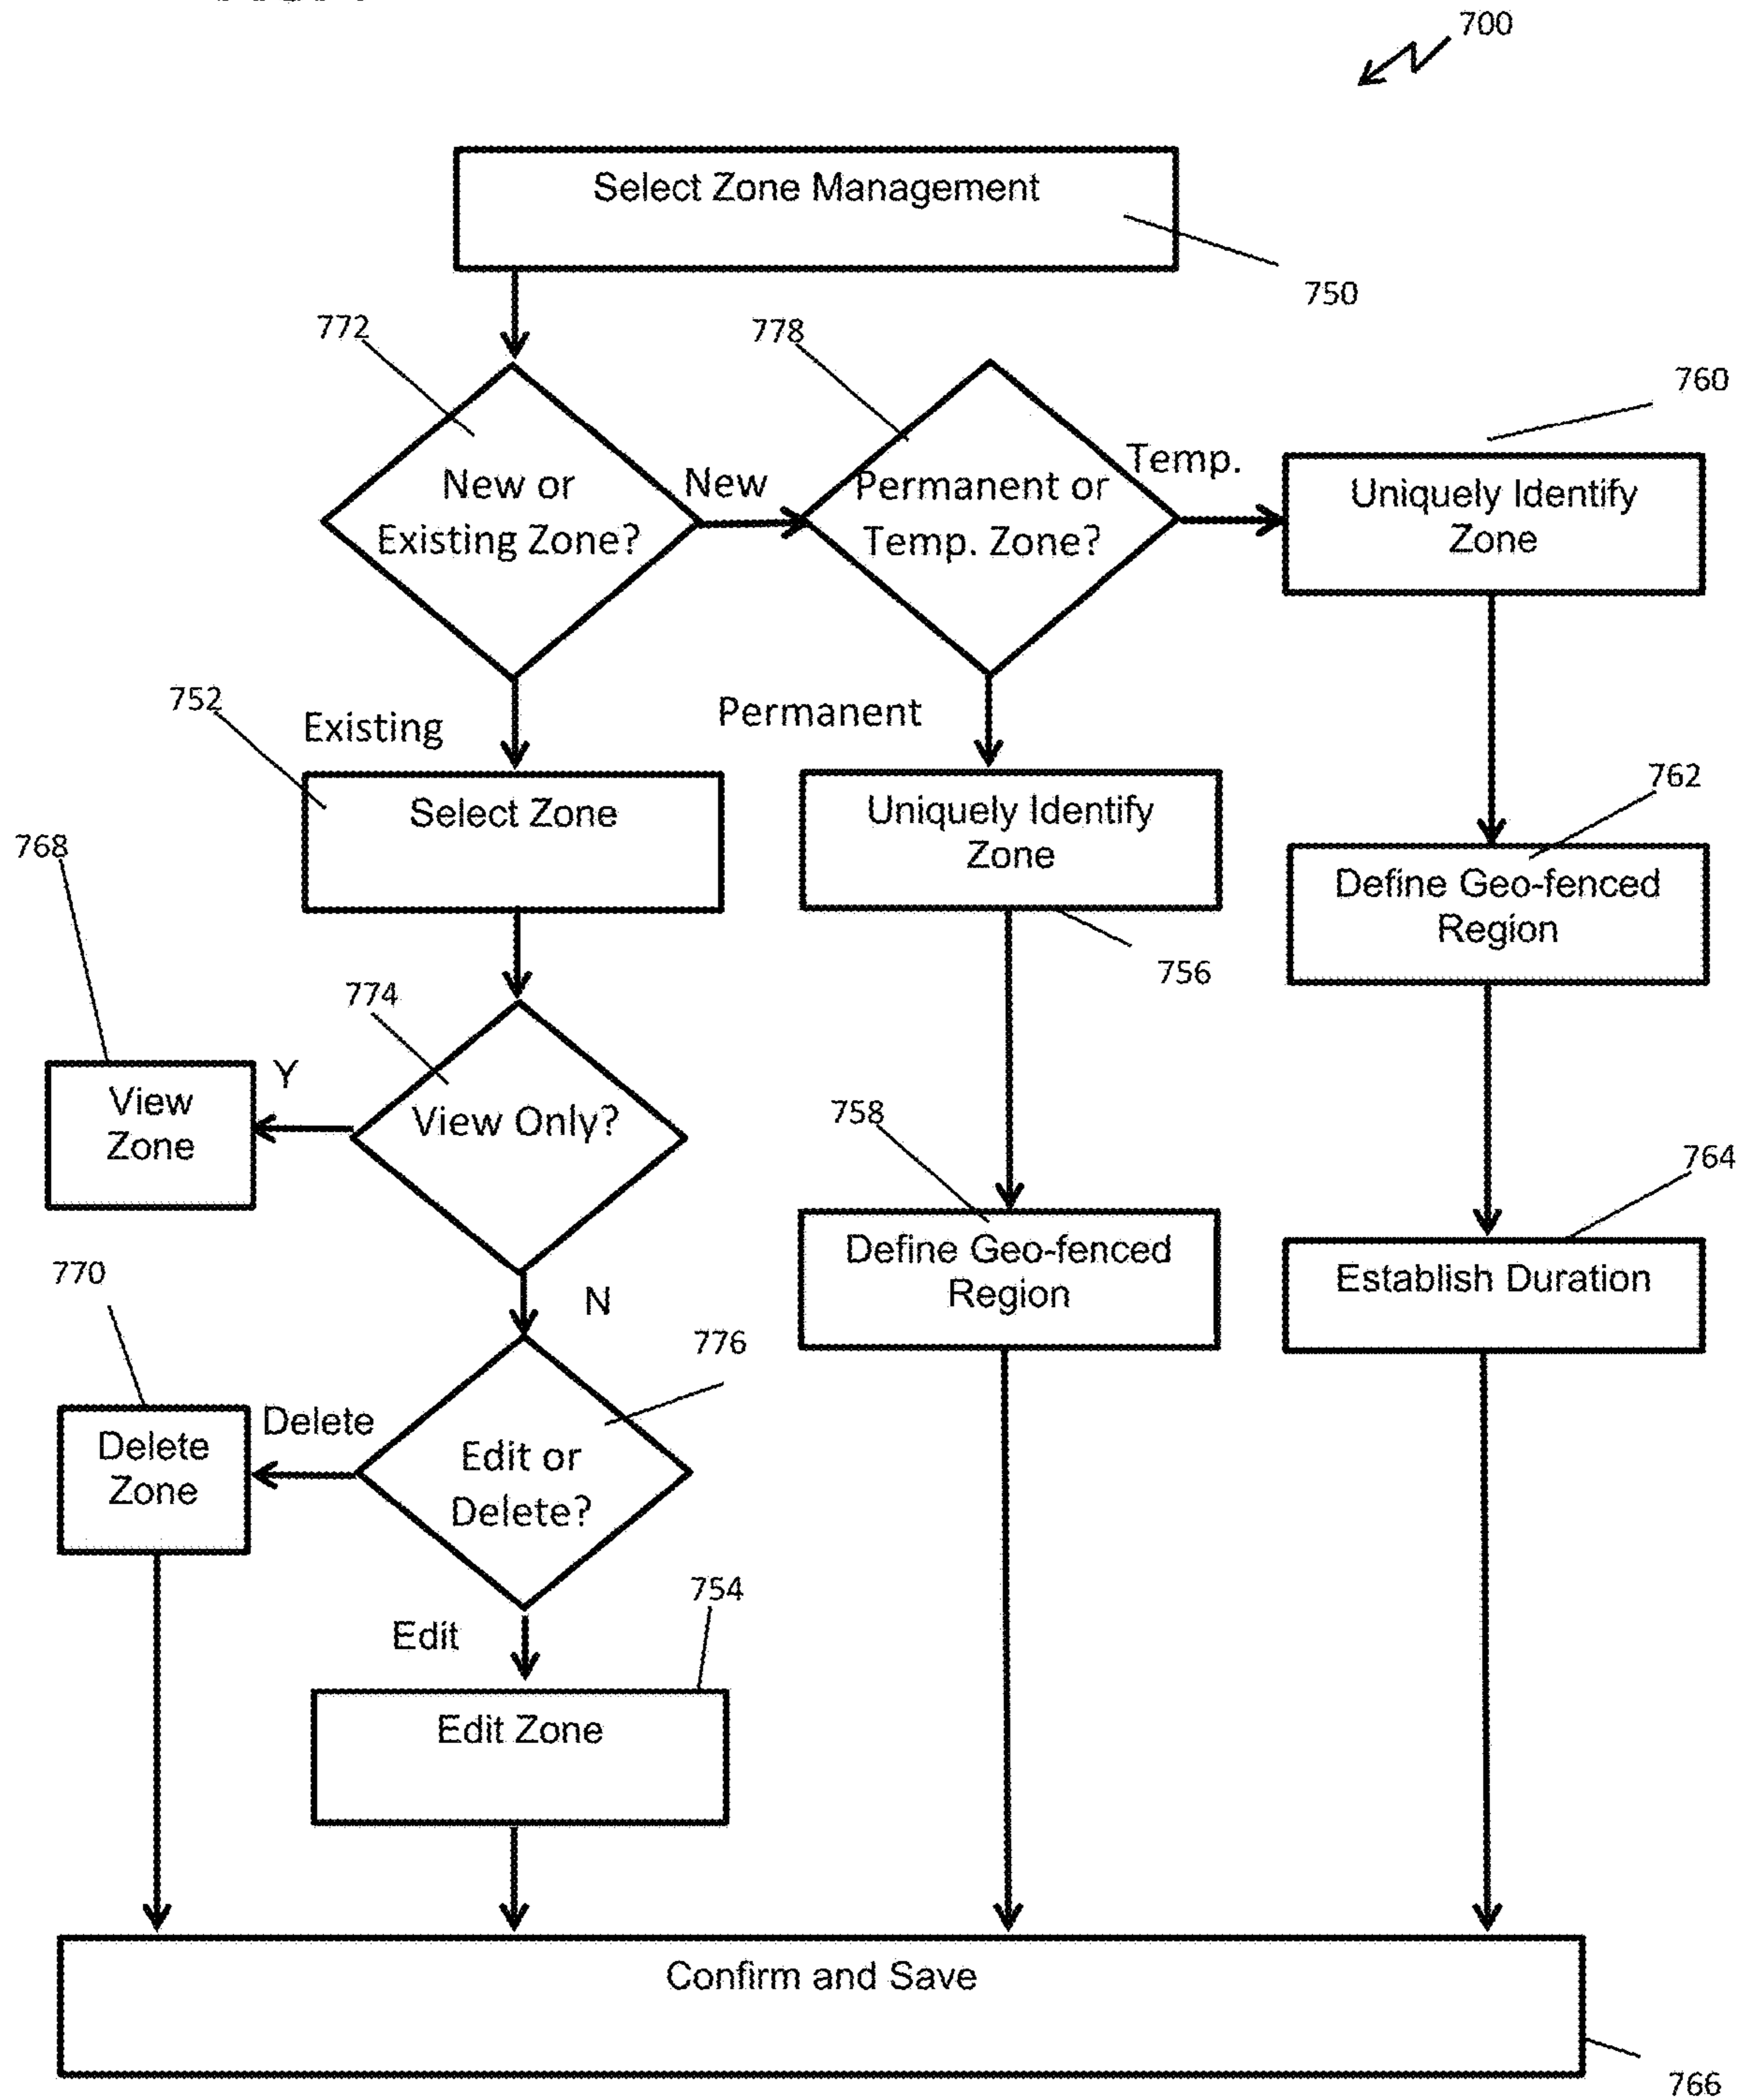 700
Select Zone Management
750
772
778
760
New or
Existing Zone?
New
Permanent or
Temp. Zone?
Temp.
Uniquely Identify
Zone
752
Existing
Permanent
Select Zone
Uniquely Identify
Zone
756
762
Define Geo-fenced
Region
768
774
View
Zone
Y
View Only?
758
Define Geo-fenced
Region
764
Establish Duration
N
770
776
Delete
Zone
Delete
Edit or
Delete?
754
Edit
Edit Zone
Confirm and Save
766